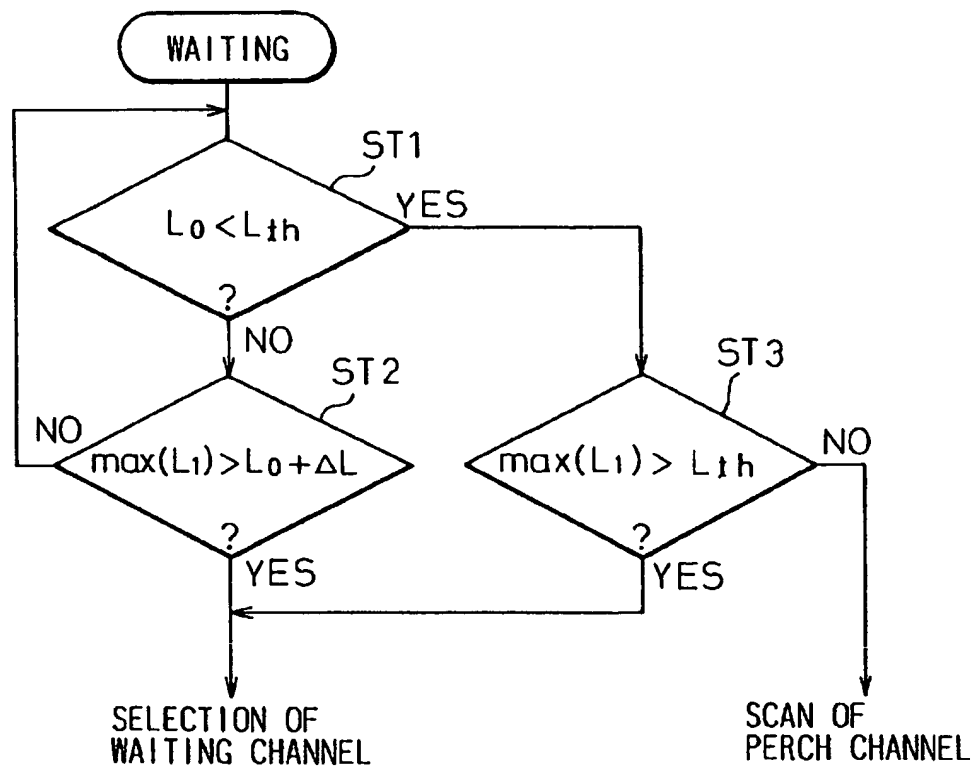 WAITING
ST1
L0 < Lth
?
YES
NO
ST2
max(L1) > L0 + ΔL
?
NO
YES
ST3
max(L1) > Lth
?
NO
YES
SELECTION OF
WAITING CHANNEL
SCAN OF
PERCH CHANNEL